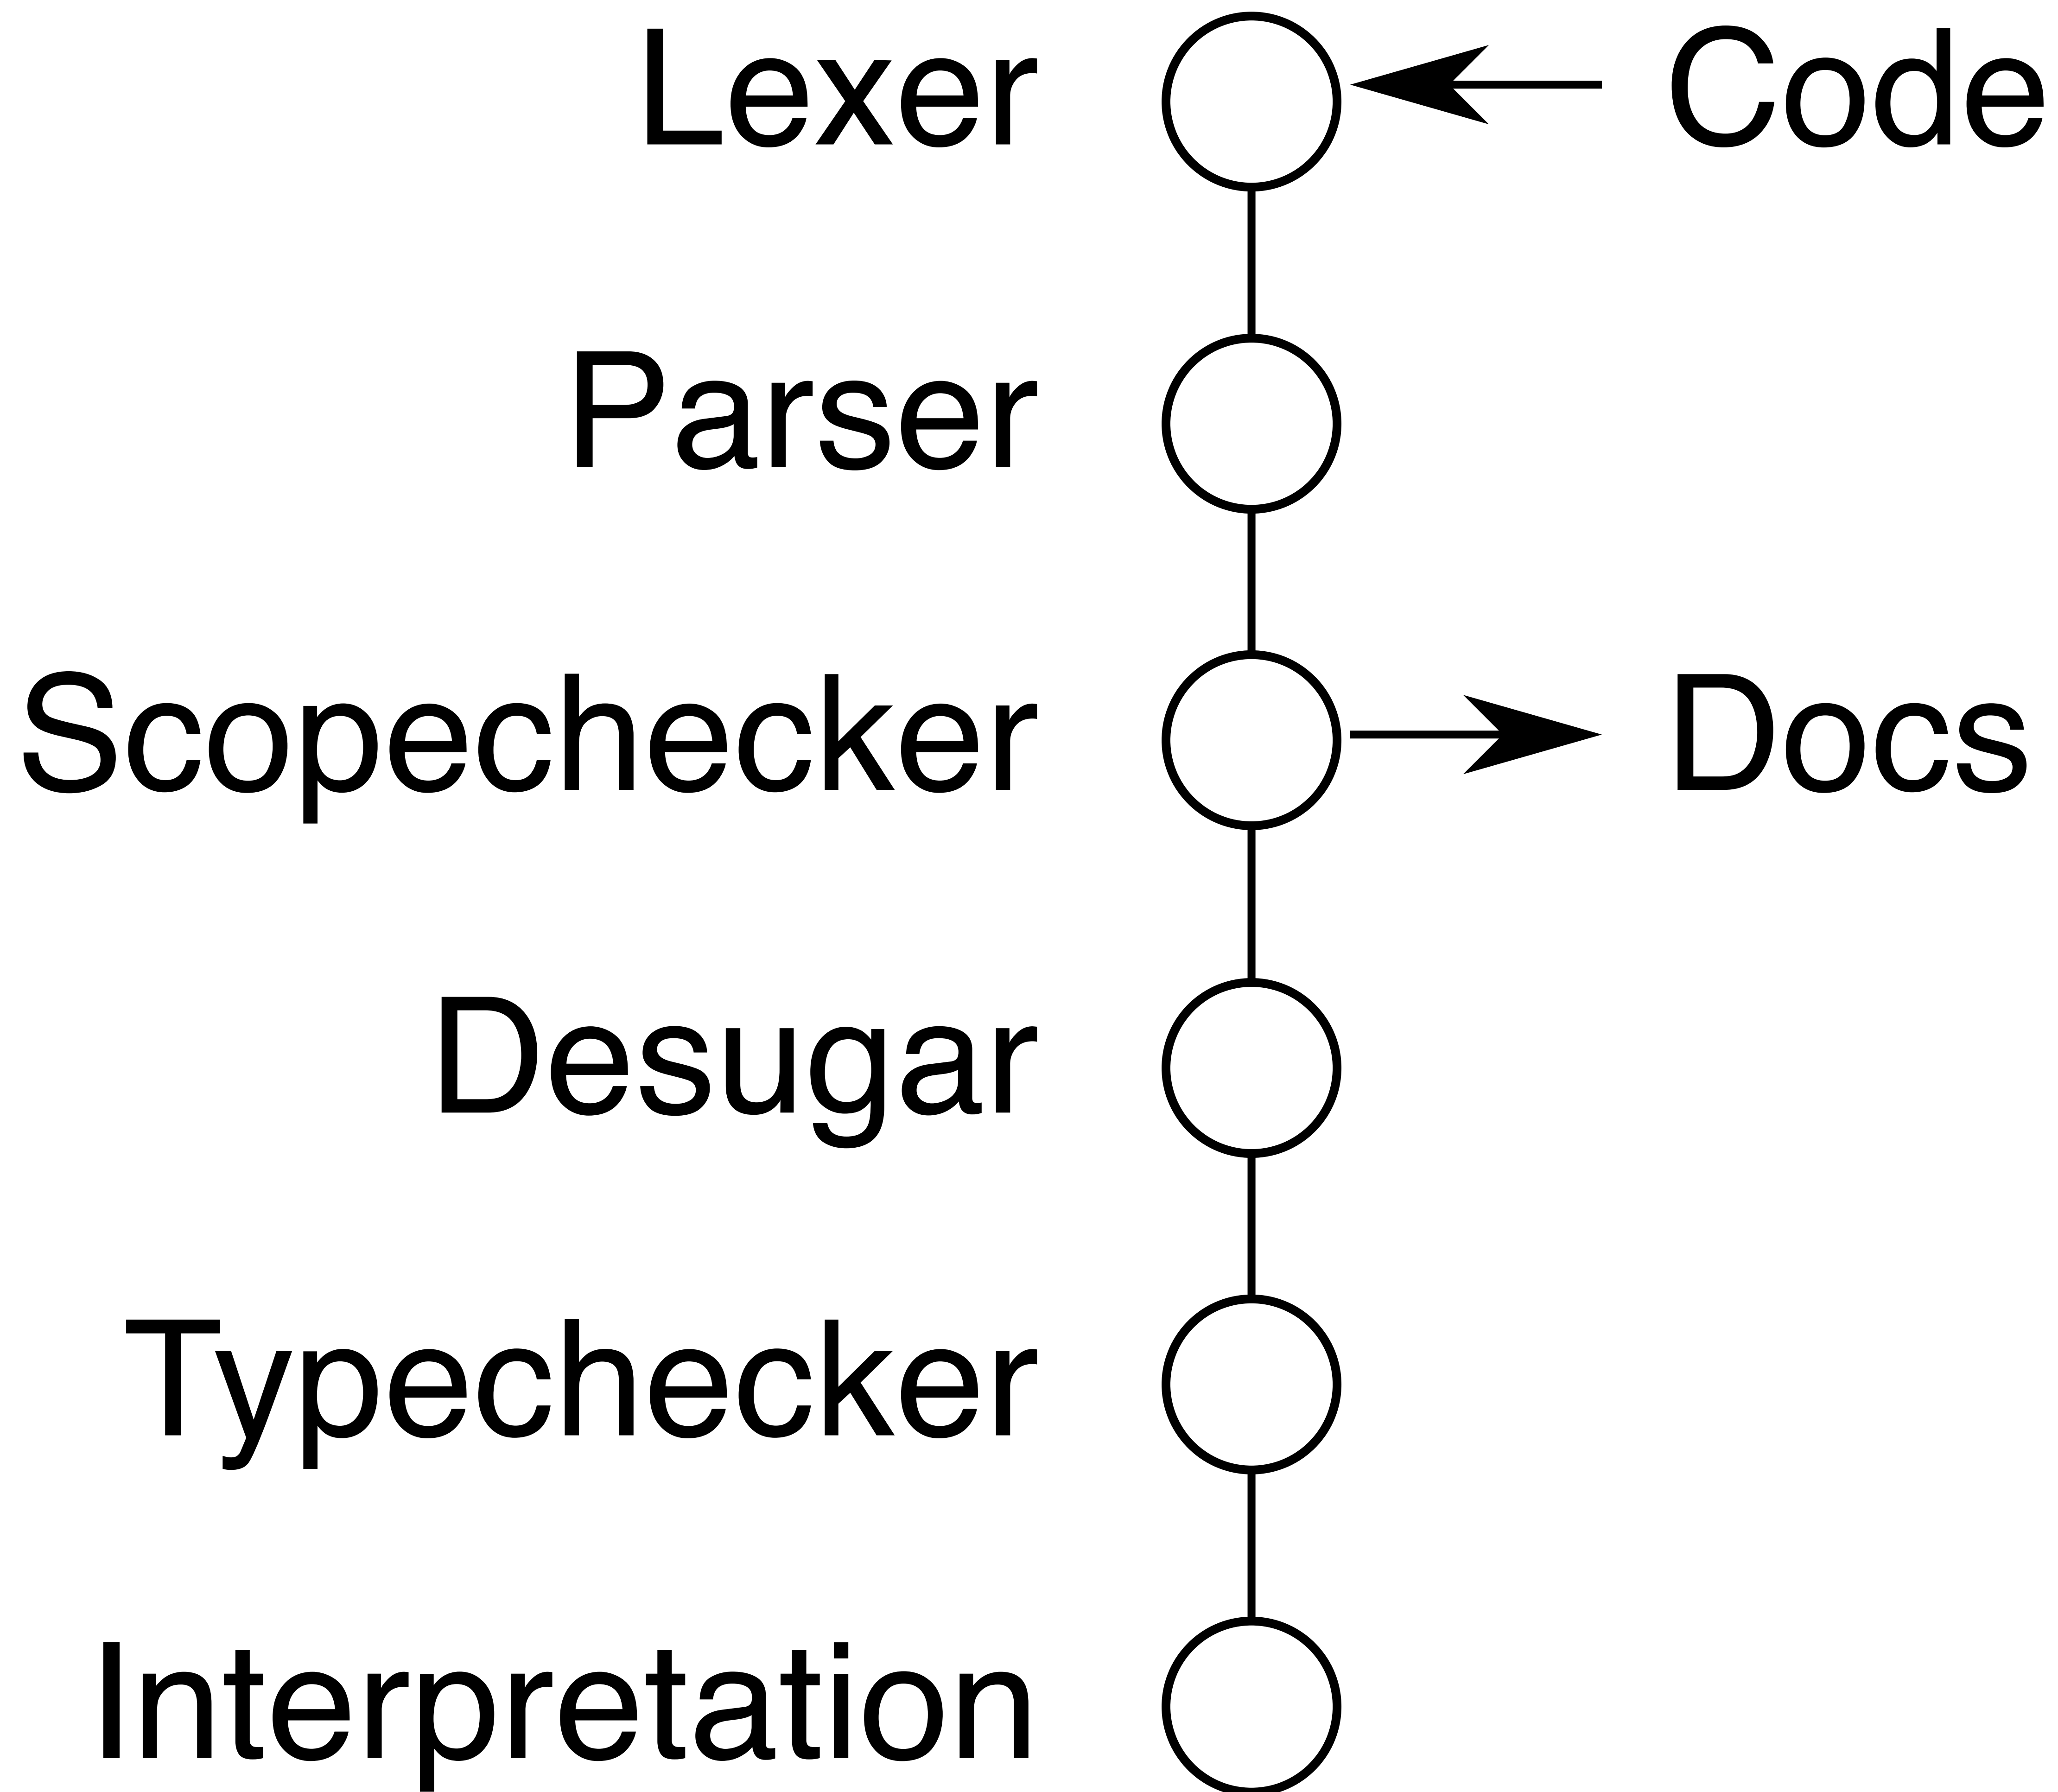 Lexer
Code
Parser
Scopechecker
Docs
Desugar
Typechecker
Interpretation